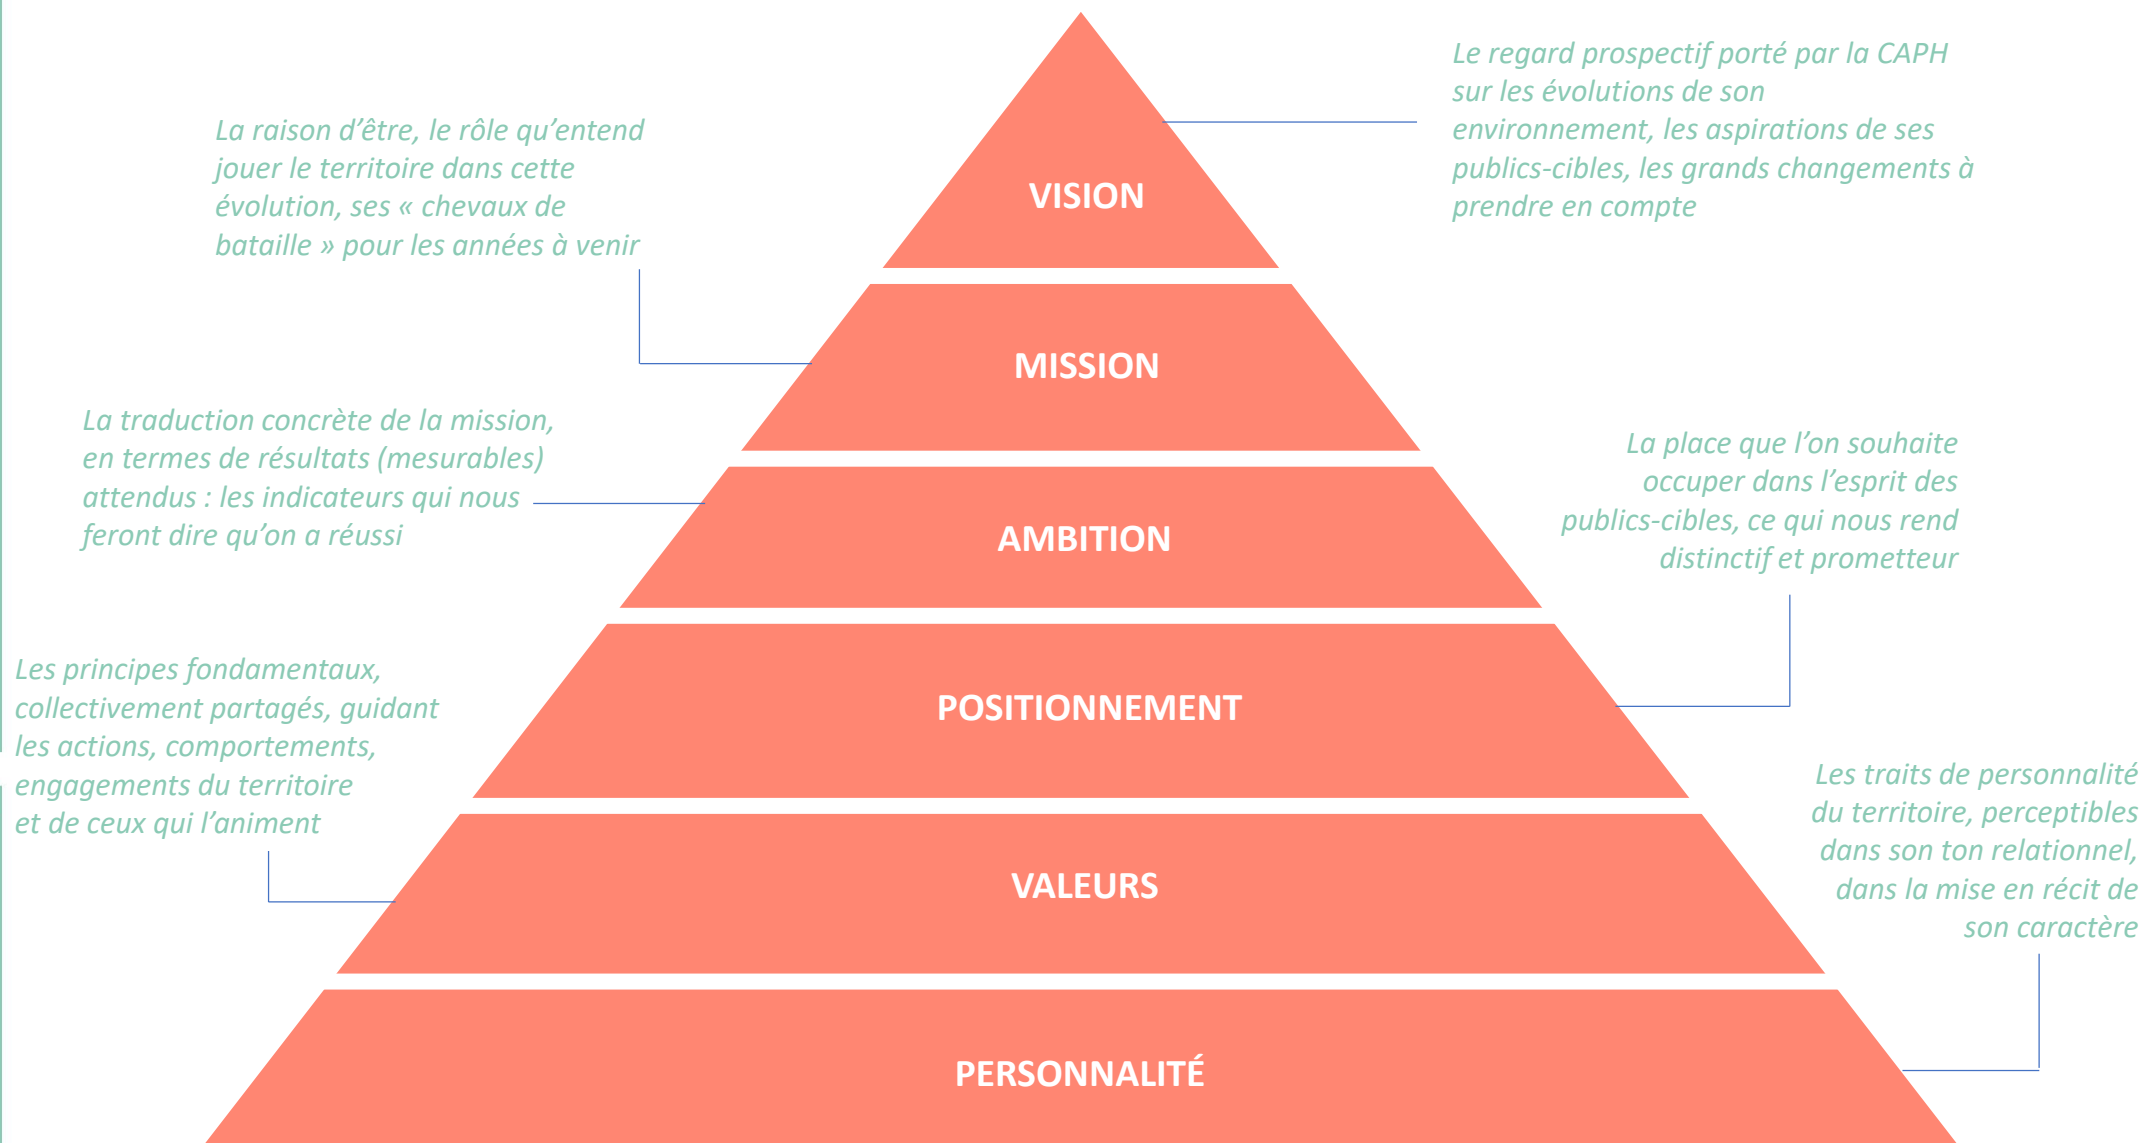 Le regard prospectif porté par la CAPH
sur les évolutions de son
environnement, les aspirations de ses
publics-cibles, les grands changements à
prendre en compte
La raison d’être, le rôle qu’entend
jouer le territoire dans cette
évolution, ses « chevaux de
bataille » pour les années à venir
VISION
MISSION
La traduction concrète de la mission,
en termes de résultats (mesurables)
attendus : les indicateurs qui nous
feront dire qu’on a réussi
La place que l’on souhaite
occuper dans l’esprit des
publics-cibles, ce qui nous rend
distinctif et prometteur
AMBITION
Les principes fondamentaux,
collectivement partagés, guidant
les actions, comportements,
engagements du territoire
et de ceux qui l’animent
POSITIONNEMENT
Les traits de personnalité
du territoire, perceptibles
dans son ton relationnel,
dans la mise en récit de
son caractère
VALEURS
PERSONNALITÉ